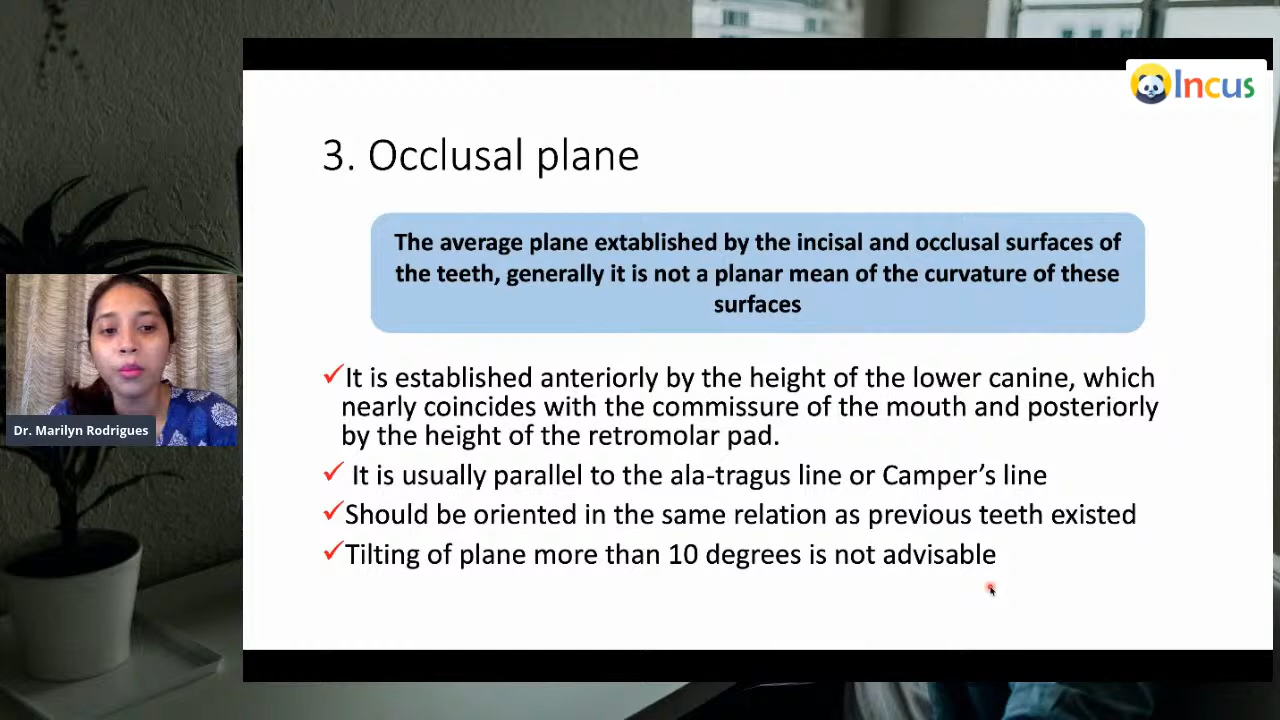 Incus
3. Occlusal plane
The average plane extablished by the incisal and occlusal surfaces of
the teeth, generally it is not a planar mean of the curvature of these
surfaces
✓It is established anteriorly by the height of the lower canine, which
nearly coincides with the commissure of the mouth and posteriorly
by the height of the retromolar pad.
✓ It is usually parallel to the ala-tragus line or Camper’s line
✓Should be oriented in the same relation as previous teeth existed
✓Tilting of plane more than 10 degrees is not advisable
Dr. Marilyn Rodrigues